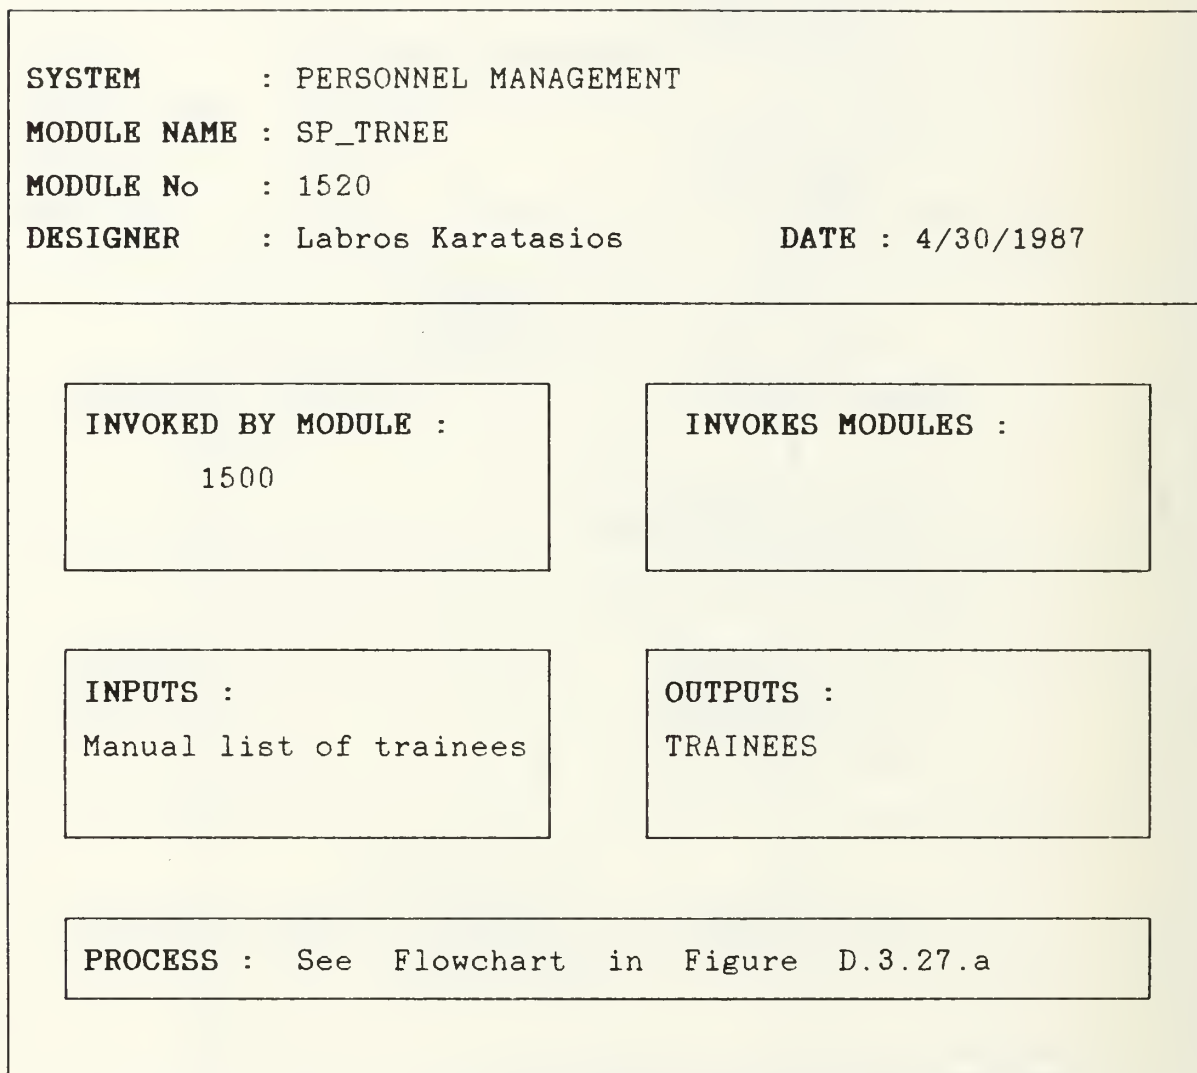 SYSTEM : PERSONNEL MANAGEMENT
MODULE NAME : SP_TRNEE
MODULE No : 1520
DESIGNER : Labros Karatasios DATE : 4/30/1987
INVOKED BY MODULE :
1500
INVOKES MODULES :
INPUTS :
Manual list of trainees
OUTPUTS :
TRAINEES
PROCESS : See Flowchart in Figure D.3.27.a